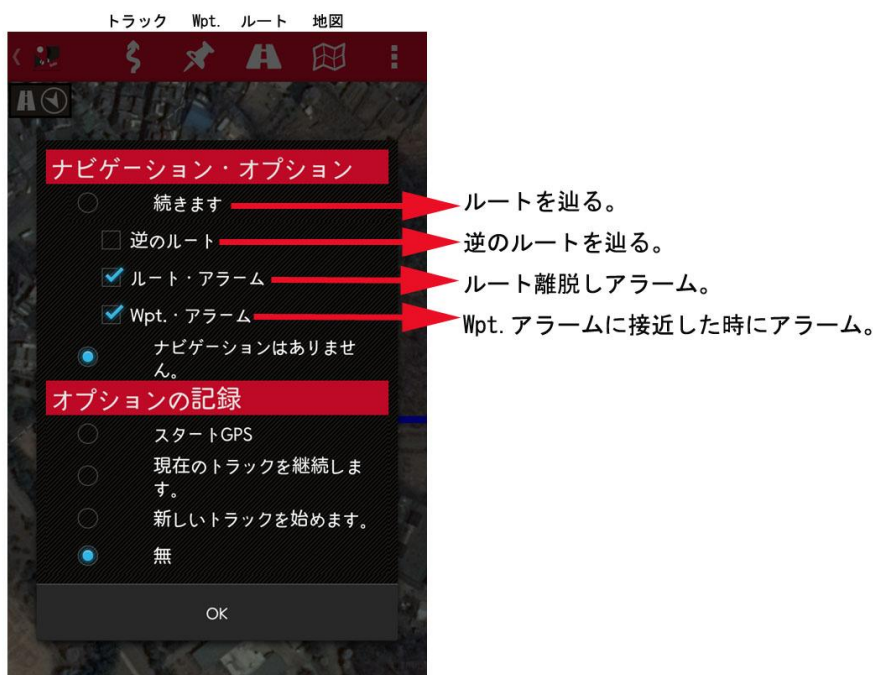 トラック Wpt. ルート 地図
ナビゲーション・オプション
続きます
ルートを辿る。
逆のルート
逆のルートを辿る。
ルート・アラーム
ルート離脱しアラーム。
Wpt.・アラーム
Wpt.アラームに接近した時にアラーム。
ナビゲーションはありませ
ん。
オプションの記録
スタートGPS
現在のトラックを継続しま
す。
新しいトラックを始めます。
無
OK